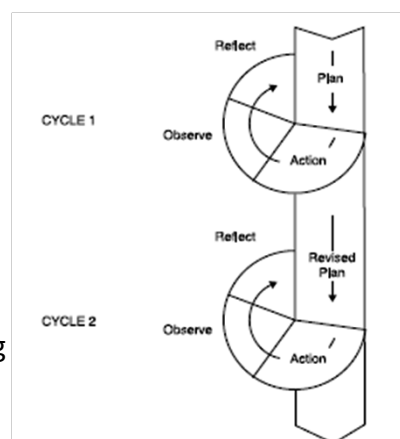 Reflect
Plan
CYCLE 1
Observe
Action
Reflect
Revised
Plan
CYCLE 2
Observe
Action
g